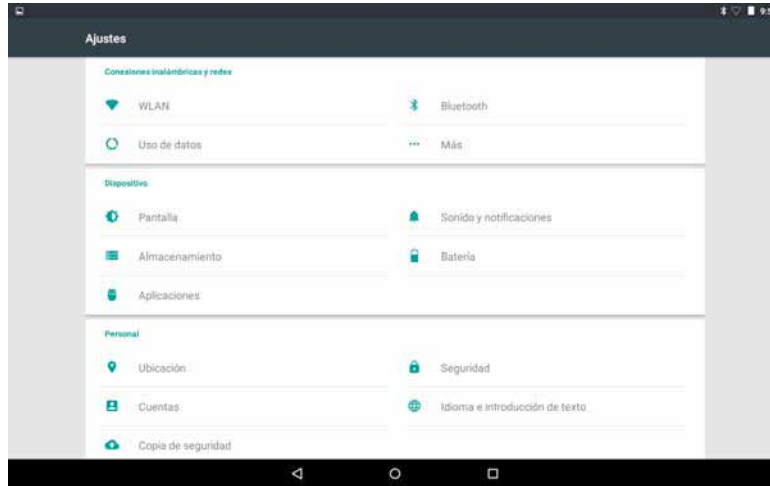 Ajustes
Conexiones inalámbricas y redes
WLAN
Bluetooth
Uso de datos
Más
Dispositivo
Pantalla
Sonido y notificaciones
Almacenamiento
Batería
Aplicaciones
Personal
Ubicación
Seguridad
Cuentas
Idioma e introducción de texto
Copia de seguridad